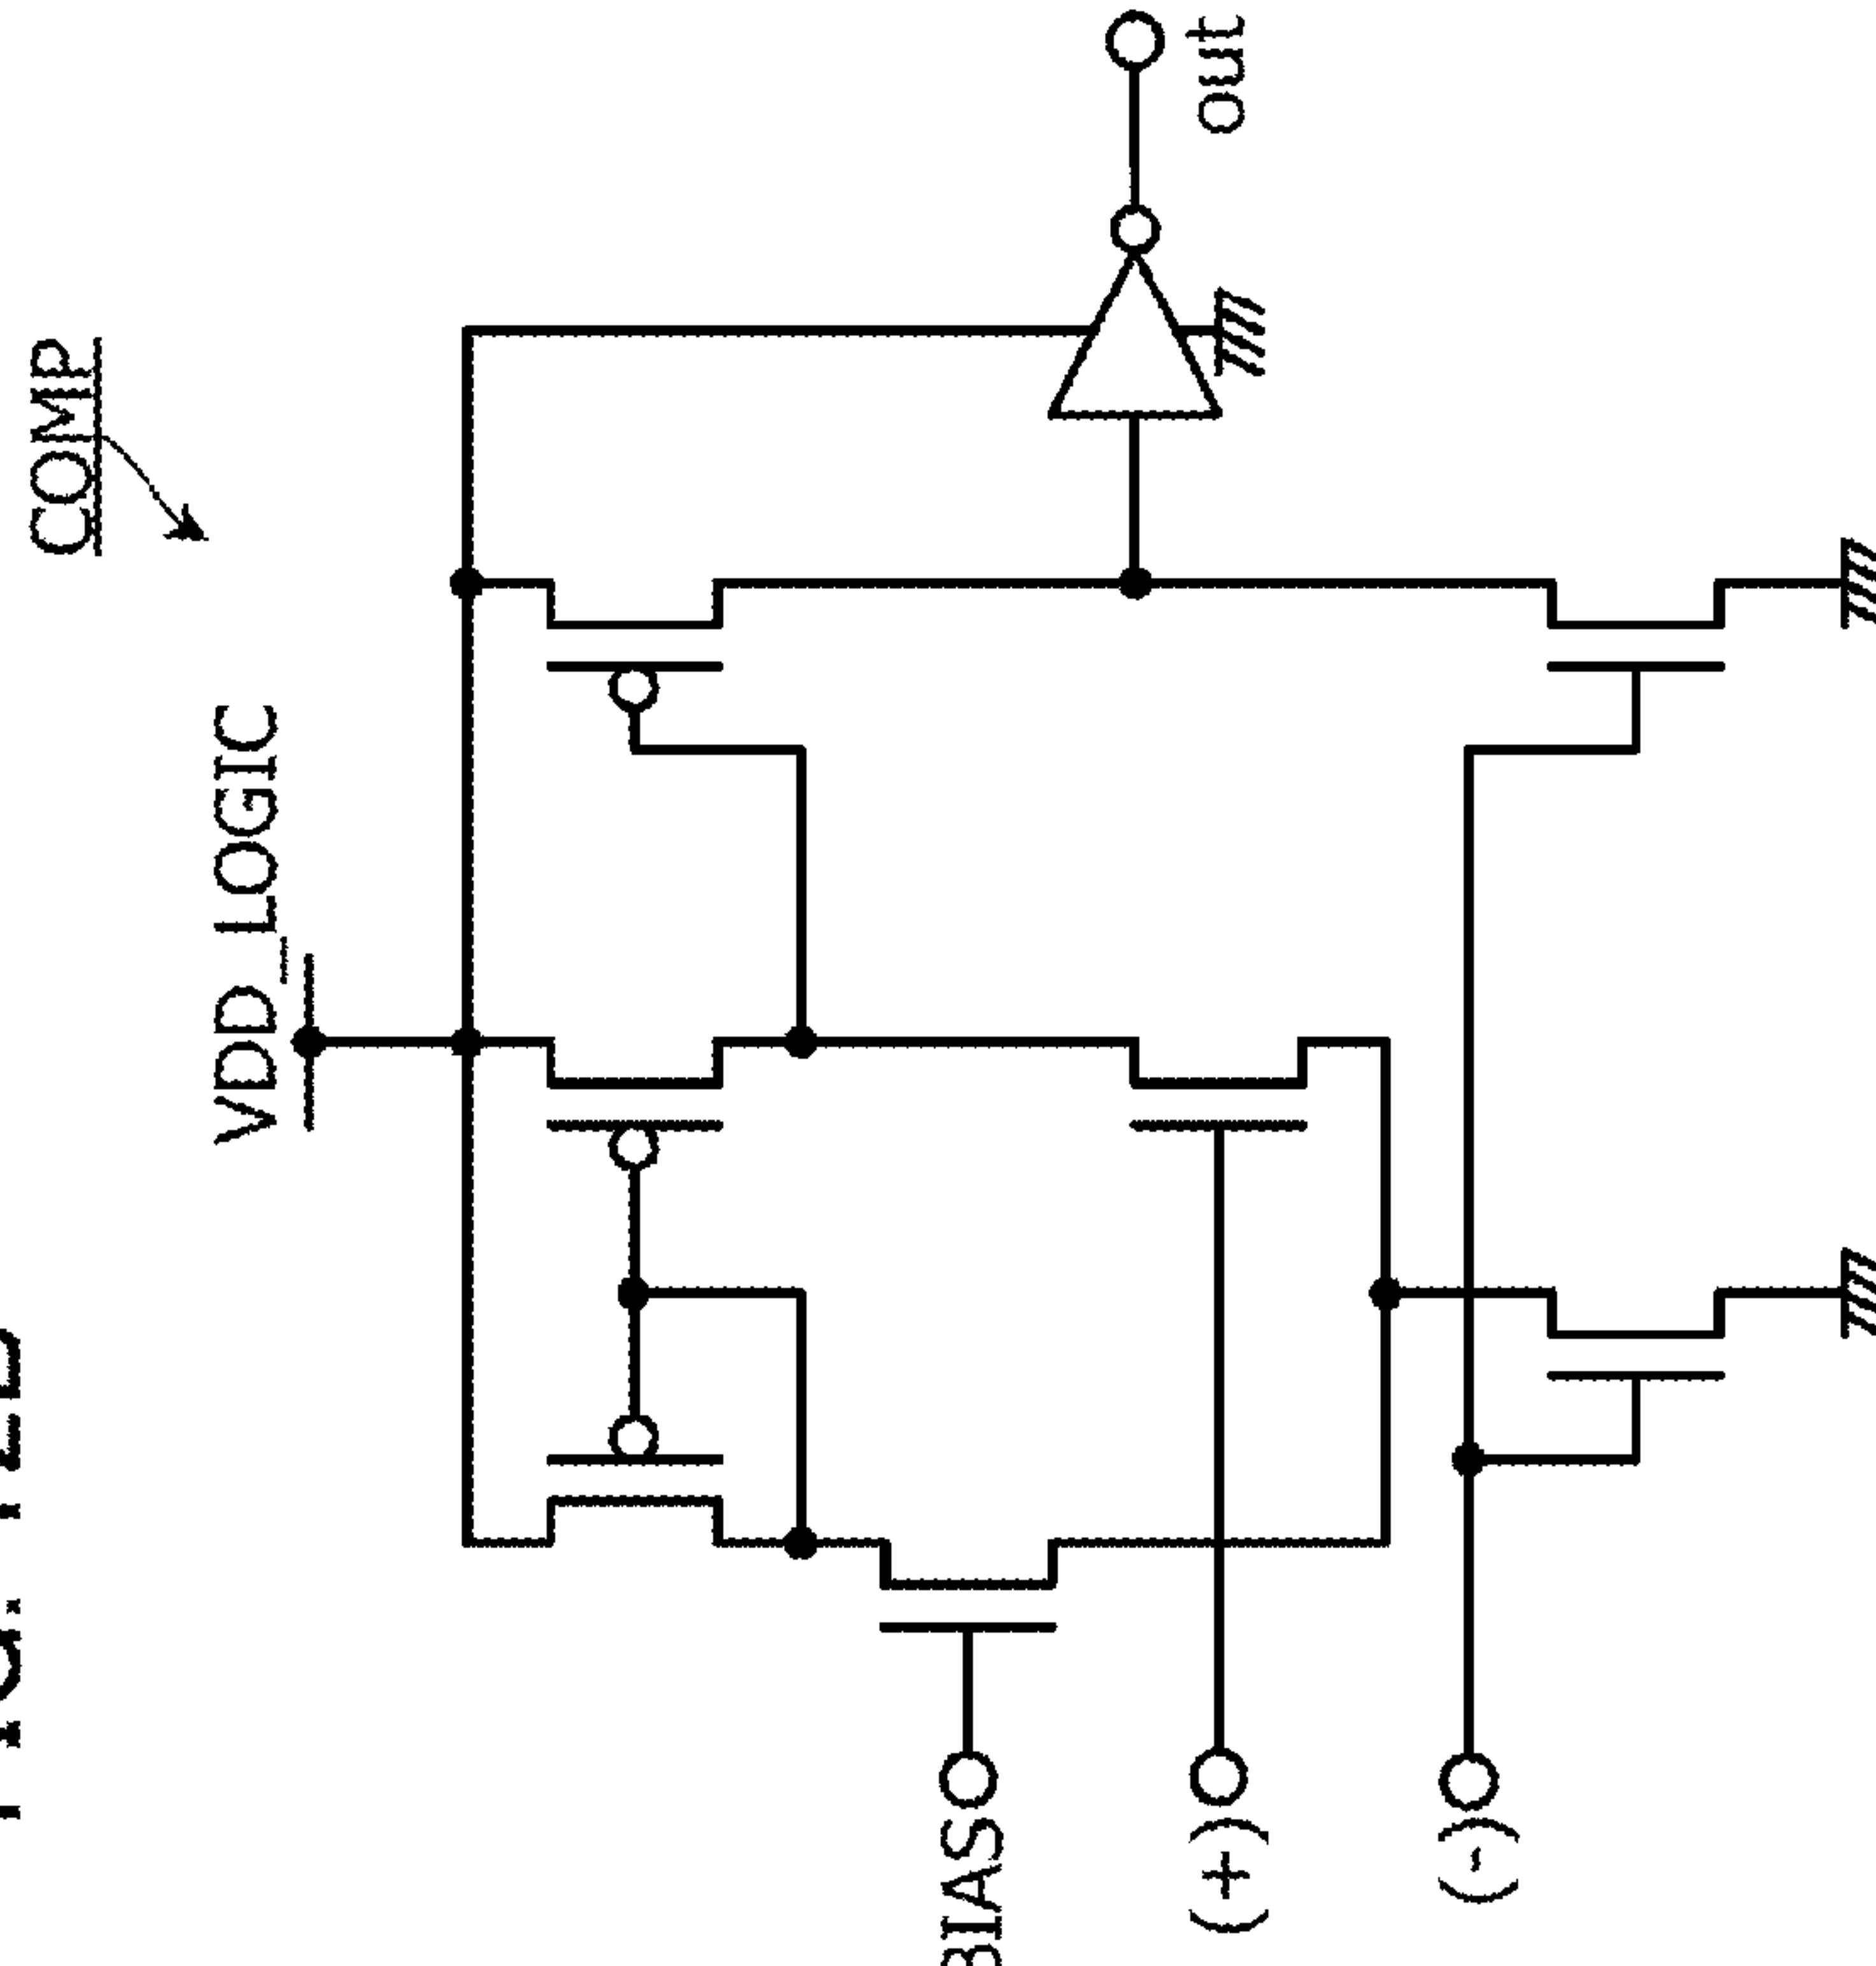 COMP
VDD_LOGIC
out
BIAS
(+)
(-)